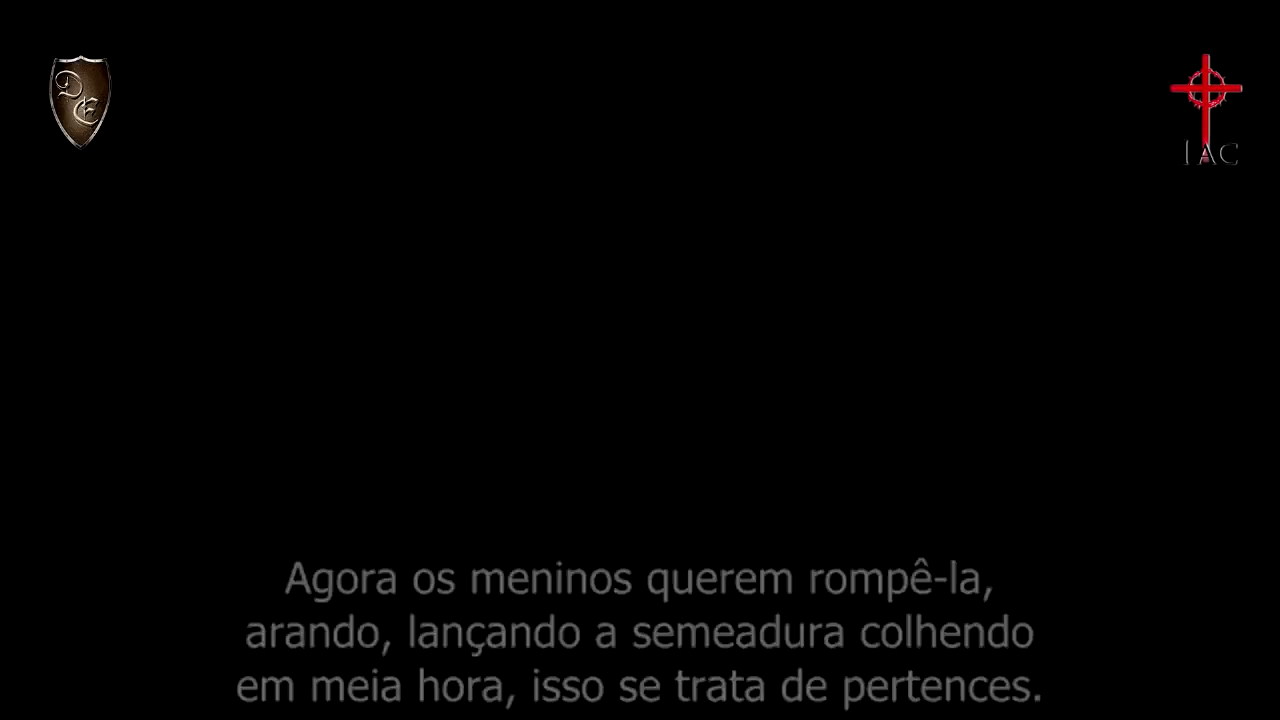 DE
IAC
Agora os meninos querem rompê-la,
arando, lançando a semeadura colhendo
em meia hora, isso se trata de pertences.